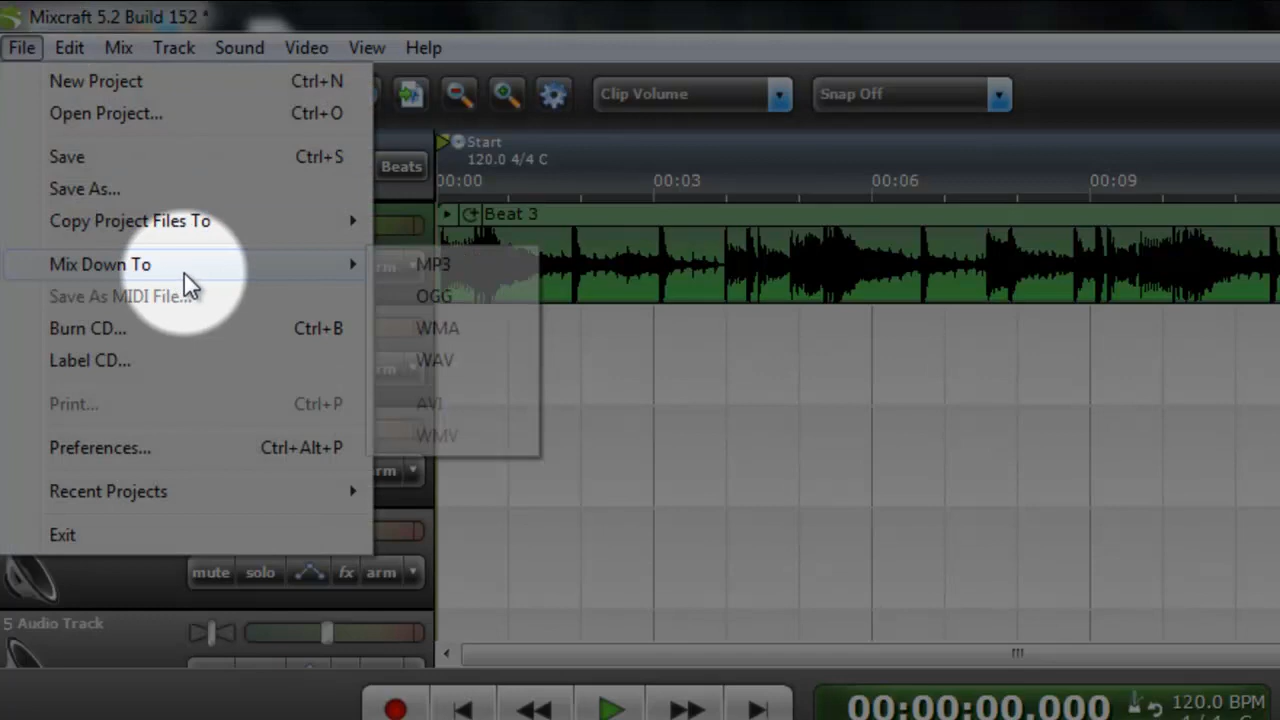 Mixcraft 5.2 Build 152 *
File Edit Mix Track Sound Video View Help
New Project Ctrl+N
Open Project... Ctrl+O
Save Ctrl+S
Save As...
Copy Project Files To
Mix Down To
Save As MIDI File...
Burn CD... Ctrl+B
Label CD...
Print... Ctrl+P
Preferences... Ctrl+Alt+P
Recent Projects
Exit
MP3
OGG
WMA
WAV
AVI
WMV
Clip Volume
Snap Off
Beats
Start
120.0 4/4 C
00:00 00:03 00:06 00:09
Beat 3
rm
rm
rm
mute solo fx arm
5 Audio Track
00:00:00.000
120.0 BPM